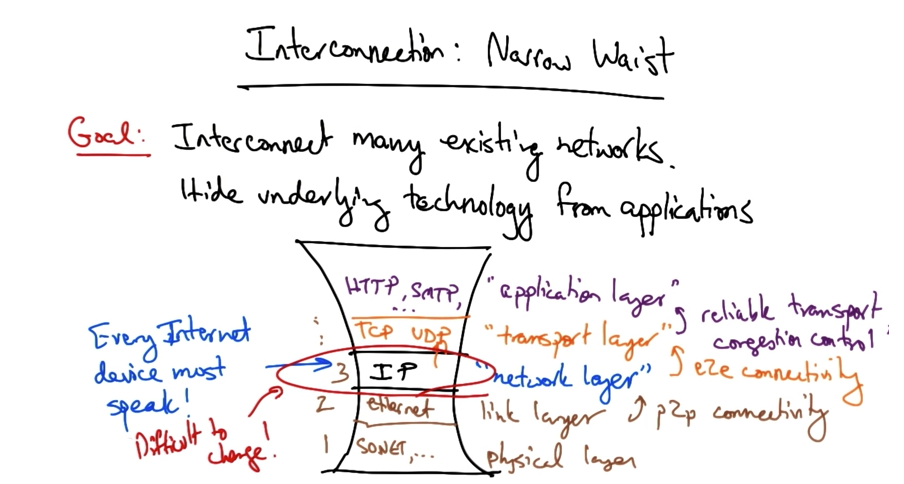 Interconnection: Narrow Waist
Goal: Interconnect many existing networks.
Hide underlying technology from applications
HTTP, SMTP, "application layer"
...
reliable transport
congestion control
TCP UDP "transport layer"
Every Internet
device must
speak!
3 IP "network layer" e2e connectivity
2 ethernet link layer p2p connectivity
Difficult to
change!
1 SONET,... physical layer